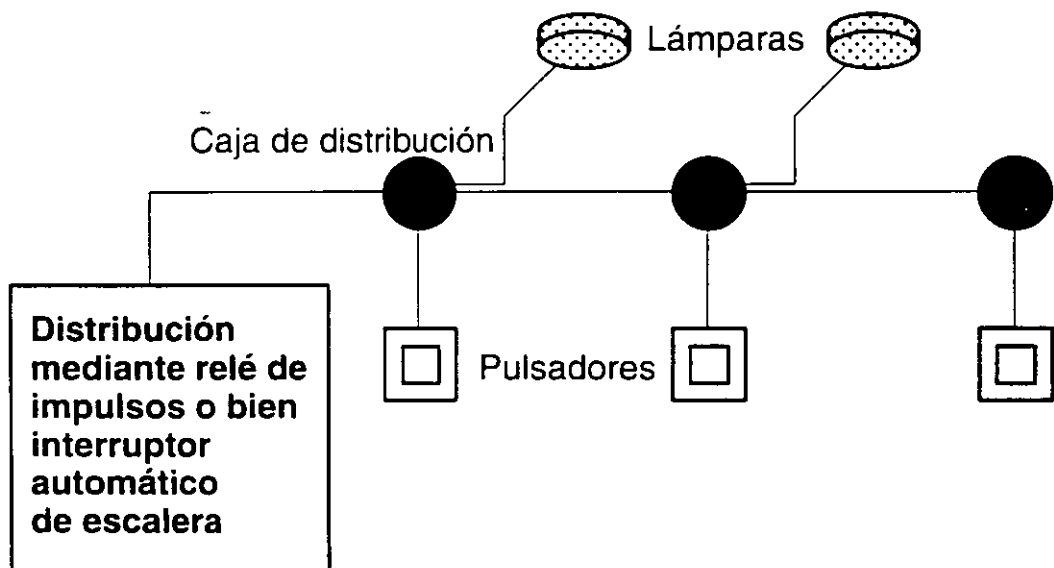 Lámparas
Caja de distribución
Distribución
mediante relé de
impulsos o bien
interruptor
automático
de escalera
Pulsadores